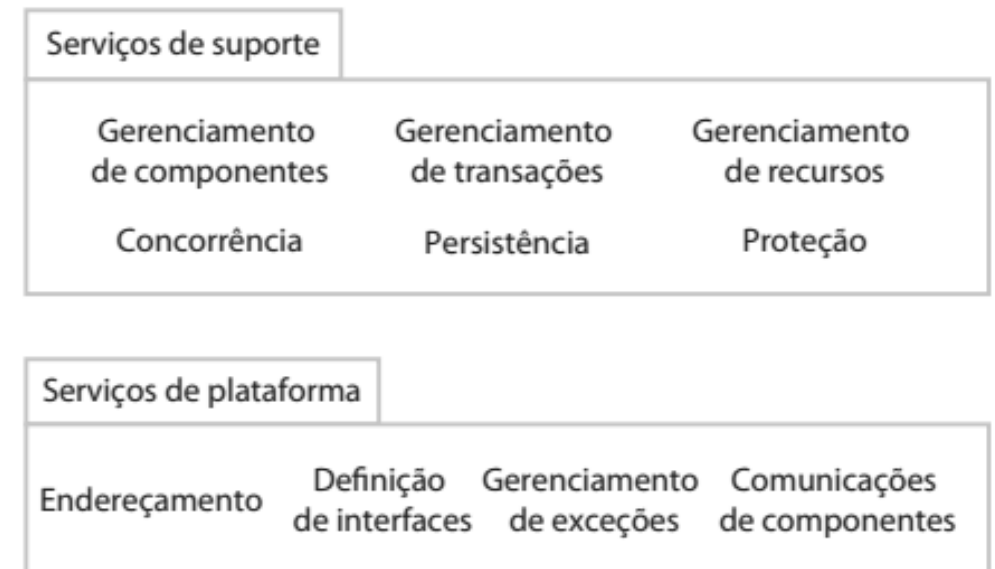 Serviços de suporte
Gerenciamento
de componentes
Gerenciamento
de transações
Gerenciamento
de recursos
Concorrência
Persistência
Proteção
Serviços de plataforma
Endereçamento
Definição
de interfaces
Gerenciamento
de exceções
Comunicações
de componentes